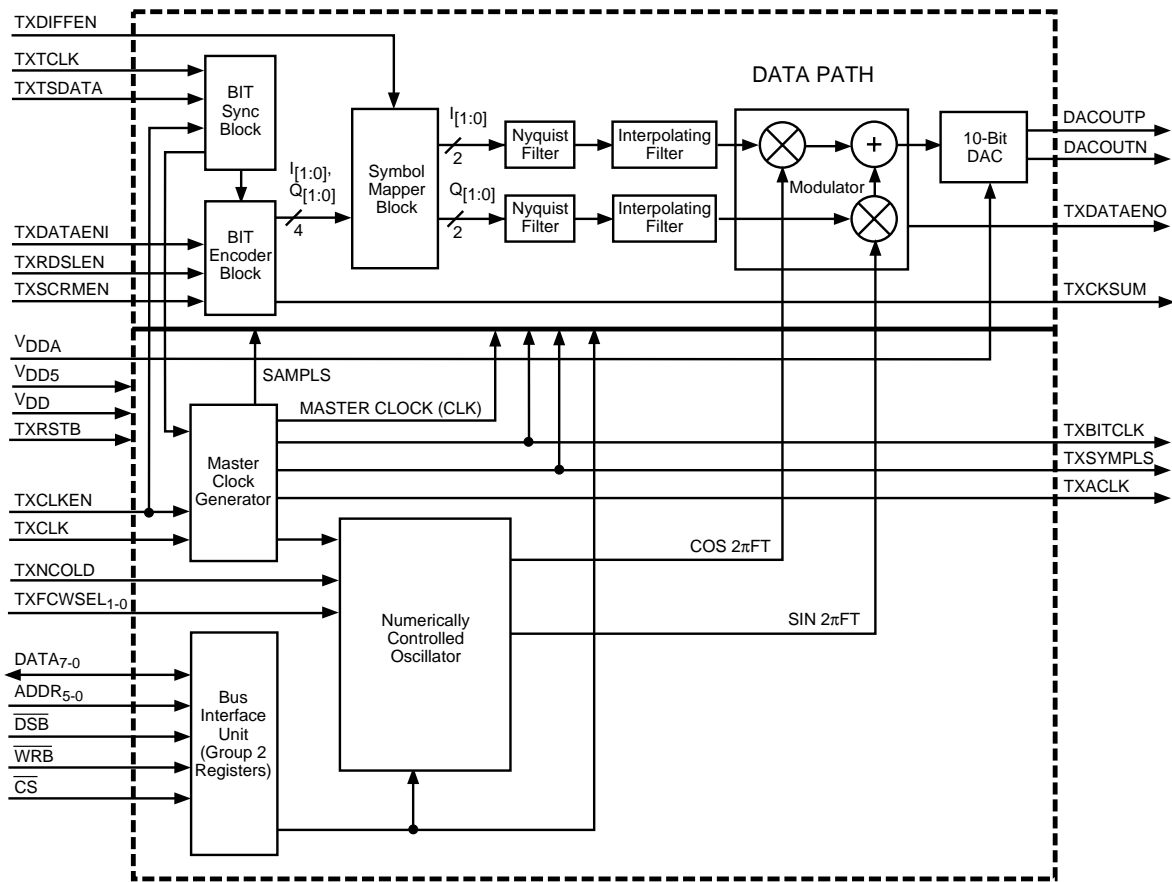 TXDIFFEN
TXTCLK
TXTSDATA
BIT
Sync
Block
I[1:0],
Q[1:0]
4
TXDATAENI
TXRDSLEN
TXSCRMEN
BIT
Encoder
Block
Symbol
Mapper
Block
I[1:0]
2
Q[1:0]
2
Nyquist
Filter
Interpolating
Filter
Nyquist
Filter
Interpolating
Filter
DATA PATH
Modulator
10-Bit
DAC
DACOUTP
DACOUTN
TXDATAENO
TXCKSUM
VDDA
VDD5
VDD
TXRSTB
SAMPLS
MASTER CLOCK (CLK)
Master
Clock
Generator
TXBITCLK
TXSYMPLS
TXACLK
TXCLKEN
TXCLK
TXNCOLD
TXFCWSEL1-0
Numerically
Controlled
Oscillator
COS 2πFT
SIN 2πFT
DATA7-0
ADDR5-0
DSB
WRB
CS
Bus
Interface
Unit
(Group 2
Registers)